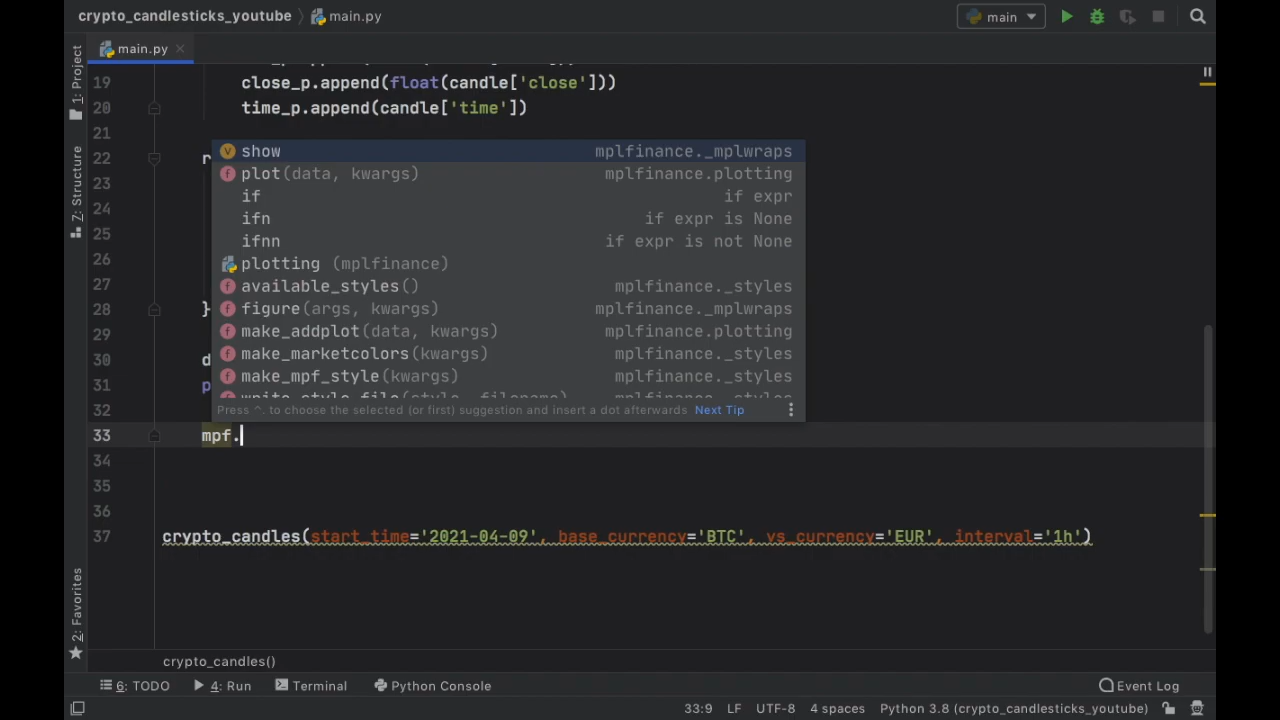 crypto_candlesticks_youtube main.py main
main.py
1: Project
7: Structure
2: Favorites
19 close_p.append(float(candle['close']))
20 time_p.append(candle['time'])
21
22 r
show mplfinance._mplwraps
23
plot(data, kwargs) mplfinance.plotting
24
if if expr
25
ifn if expr is None
26
ifnn if expr is not None
27
plotting (mplfinance)
available_styles() mplfinance._styles
28 }
figure(args, kwargs) mplfinance._mplwraps
29
make_addplot(data, kwargs) mplfinance.plotting
30 d
make_marketcolors(kwargs) mplfinance._styles
31 p
make_mpf_style(kwargs) mplfinance._styles
write_style_file(style, filename) mplfinance._styles
32
Press ^. to choose the selected (or first) suggestion and insert a dot afterwards Next Tip
33 mpf.
34
35
36
37 crypto_candles(start_time='2021-04-09', base_currency='BTC', vs_currency='EUR', interval='1h')
crypto_candles()
6: TODO 4: Run Terminal Python Console Event Log
33:9 LF UTF-8 4 spaces Python 3.8 (crypto_candlesticks_youtube)